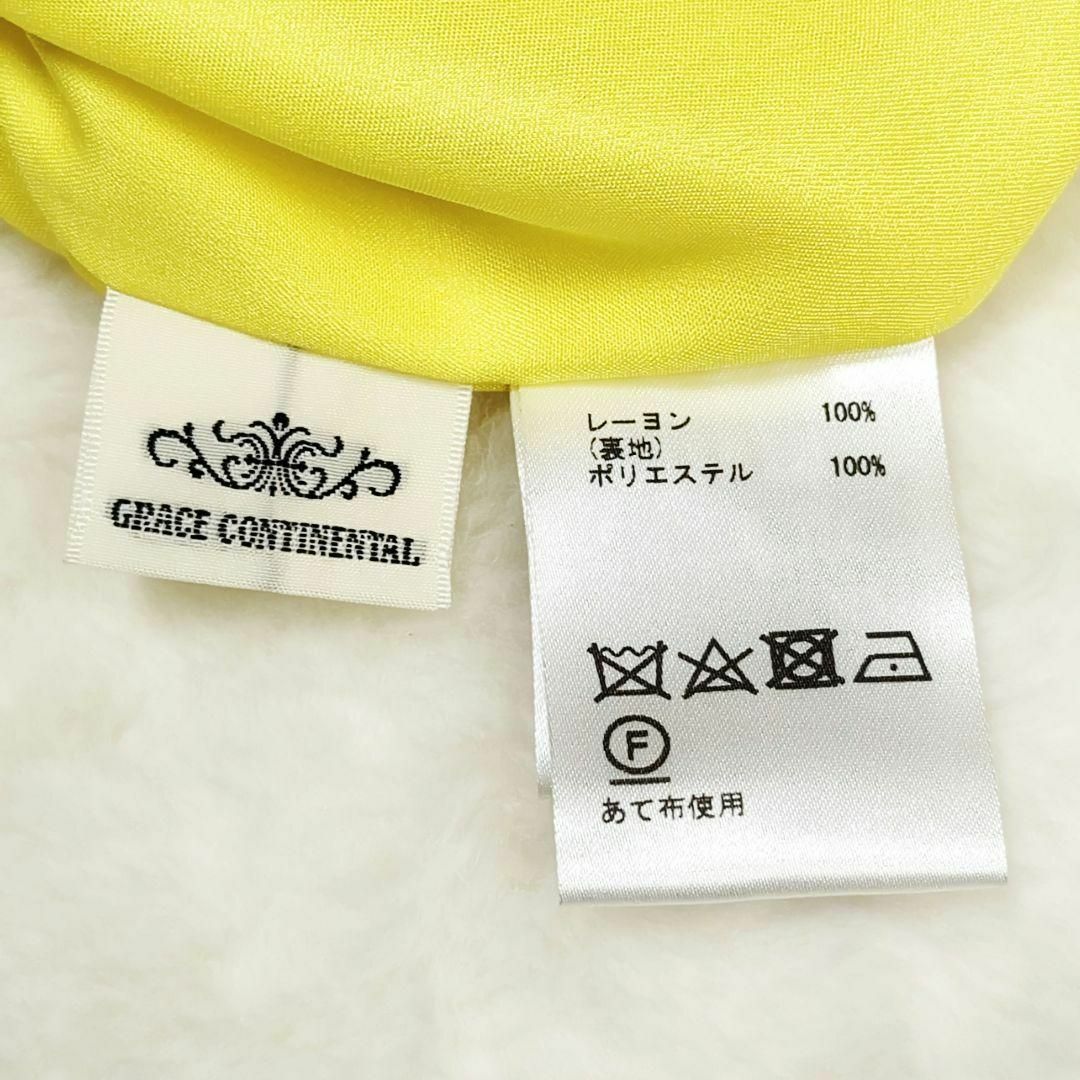 GRACE CONTINENTAL
レーヨン 100%
(裏地)
ポリエステル 100%
F
あて布使用